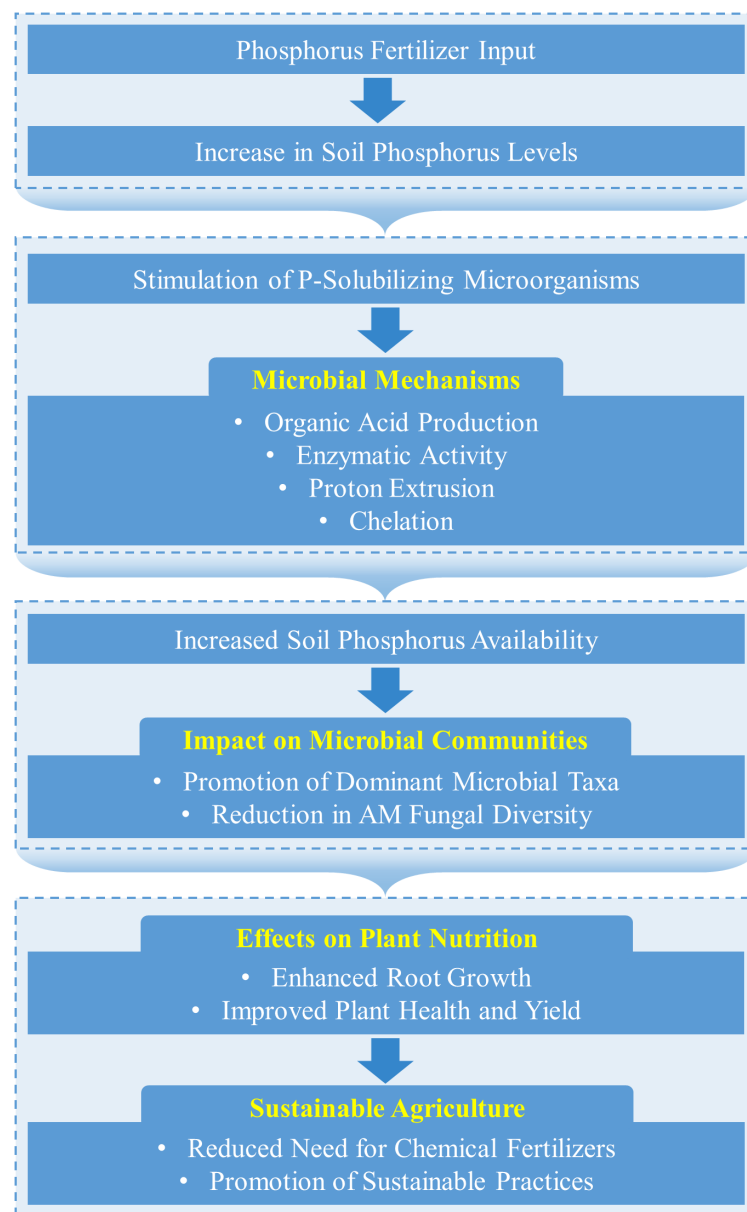 Phosphorus Fertilizer Input
Increase in Soil Phosphorus Levels
Stimulation of P-Solubilizing Microorganisms
Microbial Mechanisms
• Organic Acid Production
• Enzymatic Activity
• Proton Extrusion
• Chelation
Increased Soil Phosphorus Availability
Impact on Microbial Communities
• Promotion of Dominant Microbial Taxa
• Reduction in AM Fungal Diversity
Effects on Plant Nutrition
• Enhanced Root Growth
• Improved Plant Health and Yield
Sustainable Agriculture
• Reduced Need for Chemical Fertilizers
• Promotion of Sustainable Practices